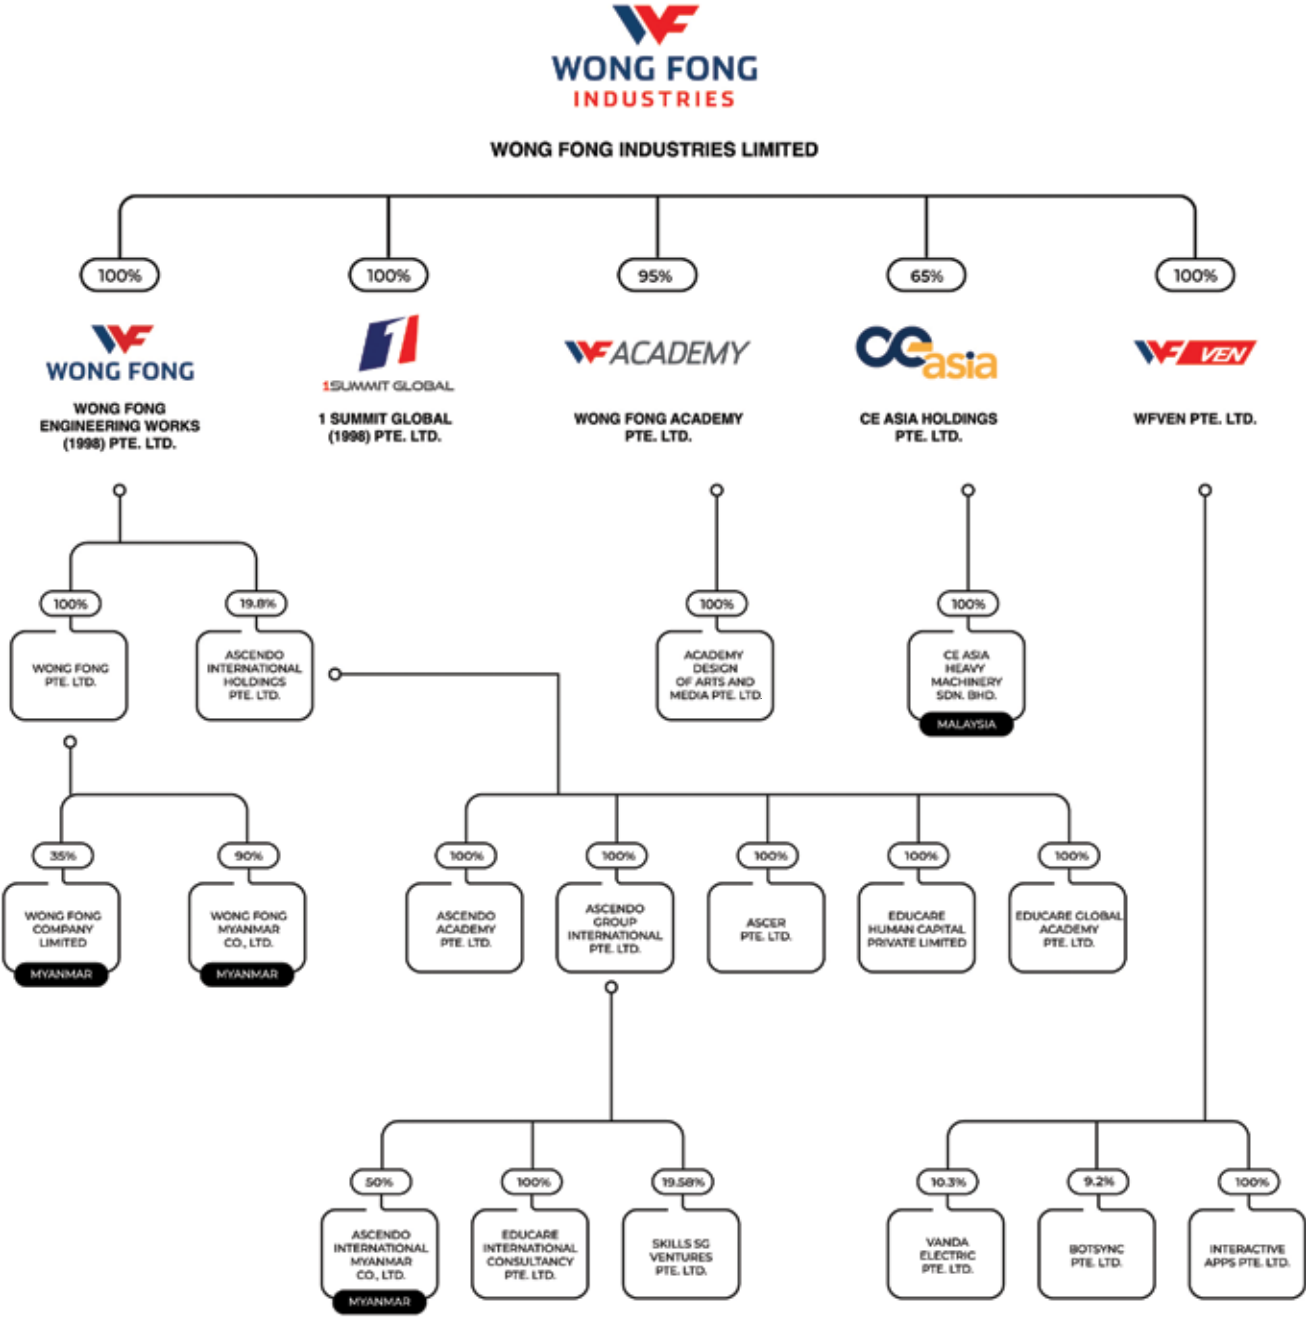 WONG FONG
INDUSTRIES
WONG FONG INDUSTRIES LIMITED
100%
100%
95%
65%
100%
WONG FONG
WONG FONG
ENGINEERING WORKS
(1998) PTE. LTD.
1SUMMIT GLOBAL
1 SUMMIT GLOBAL
(1998) PTE. LTD.
WF ACADEMY
WONG FONG ACADEMY
PTE. LTD.
CE asia
CE ASIA HOLDINGS
PTE. LTD.
WF VEN
WFVEN PTE. LTD.
100%
19.8%
100%
100%
WONG FONG
PTE. LTD.
ASCENDO
INTERNATIONAL
HOLDINGS
PTE. LTD.
ACADEMY
DESIGN
OF ARTS AND
MEDIA PTE. LTD.
CE ASIA
HEAVY
MACHINERY
SDN. BHD.
MALAYSIA
35%
90%
100%
100%
100%
100%
100%
WONG FONG
COMPANY
LIMITED
MYANMAR
WONG FONG
MYANMAR
CO., LTD.
MYANMAR
ASCENDO
ACADEMY
PTE. LTD.
ASCENDO
GROUP
INTERNATIONAL
PTE. LTD.
ASCER
PTE. LTD.
EDUCARE
HUMAN CAPITAL
PRIVATE LIMITED
EDUCARE GLOBAL
ACADEMY
PTE. LTD.
50%
100%
19.58%
10.3%
9.2%
100%
ASCENDO
INTERNATIONAL
MYANMAR
CO., LTD.
MYANMAR
EDUCARE
INTERNATIONAL
CONSULTANCY
PTE. LTD.
SKILLS SG
VENTURES
PTE. LTD.
VANDA
ELECTRIC
PTE. LTD.
BOTSYNC
PTE. LTD.
INTERACTIVE
APPS PTE. LTD.